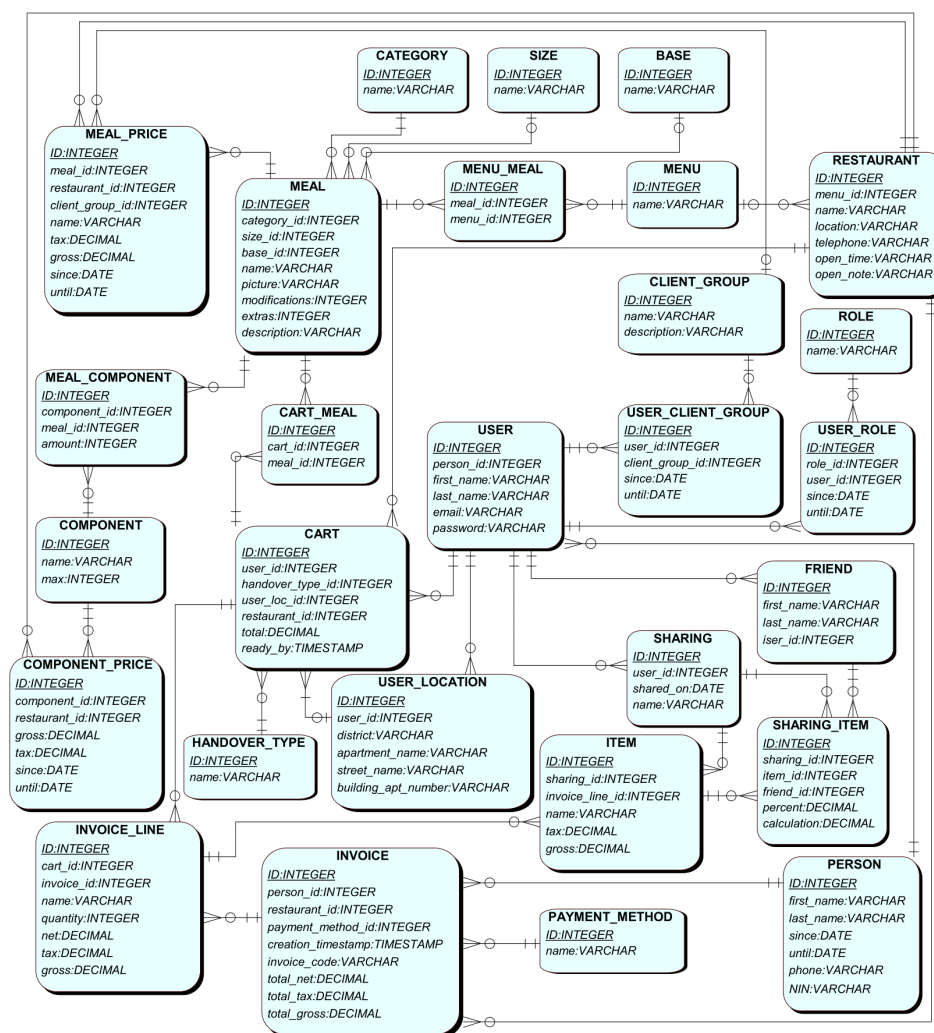 CATEGORY
ID:INTEGER
name:VARCHAR
SIZE
ID:INTEGER
name:VARCHAR
BASE
ID:INTEGER
name:VARCHAR
MEAL_PRICE
ID:INTEGER
meal_id:INTEGER
restaurant_id:INTEGER
client_group_id:INTEGER
name:VARCHAR
tax:DECIMAL
gross:DECIMAL
since:DATE
until:DATE
MEAL
ID:INTEGER
category_id:INTEGER
size_id:INTEGER
base_id:INTEGER
name:VARCHAR
picture:VARCHAR
modifications:INTEGER
extras:INTEGER
description:VARCHAR
MENU_MEAL
ID:INTEGER
meal_id:INTEGER
menu_id:INTEGER
MENU
ID:INTEGER
name:VARCHAR
RESTAURANT
ID:INTEGER
menu_id:INTEGER
name:VARCHAR
location:VARCHAR
telephone:VARCHAR
open_time:VARCHAR
open_note:VARCHAR
CLIENT_GROUP
ID:INTEGER
name:VARCHAR
description:VARCHAR
ROLE
ID:INTEGER
name:VARCHAR
MEAL_COMPONENT
ID:INTEGER
component_id:INTEGER
meal_id:INTEGER
amount:INTEGER
CART_MEAL
ID:INTEGER
cart_id:INTEGER
meal_id:INTEGER
USER
ID:INTEGER
person_id:INTEGER
first_name:VARCHAR
last_name:VARCHAR
email:VARCHAR
password:VARCHAR
USER_CLIENT_GROUP
ID:INTEGER
user_id:INTEGER
client_group_id:INTEGER
since:DATE
until:DATE
USER_ROLE
ID:INTEGER
role_id:INTEGER
user_id:INTEGER
since:DATE
until:DATE
COMPONENT
ID:INTEGER
name:VARCHAR
max:INTEGER
CART
ID:INTEGER
user_id:INTEGER
handover_type_id:INTEGER
user_loc_id:INTEGER
restaurant_id:INTEGER
total:DECIMAL
ready_by:TIMESTAMP
FRIEND
ID:INTEGER
first_name:VARCHAR
last_name:VARCHAR
iser_id:INTEGER
SHARING
ID:INTEGER
user_id:INTEGER
shared_on:DATE
name:VARCHAR
COMPONENT_PRICE
ID:INTEGER
component_id:INTEGER
restaurant_id:INTEGER
gross:DECIMAL
tax:DECIMAL
since:DATE
until:DATE
HANDOVER_TYPE
ID:INTEGER
name:VARCHAR
USER_LOCATION
ID:INTEGER
user_id:INTEGER
district:VARCHAR
apartment_name:VARCHAR
street_name:VARCHAR
building_apt_number:VARCHAR
ITEM
ID:INTEGER
sharing_id:INTEGER
invoice_line_id:INTEGER
name:VARCHAR
tax:DECIMAL
gross:DECIMAL
SHARING_ITEM
ID:INTEGER
sharing_id:INTEGER
item_id:INTEGER
friend_id:INTEGER
percent:DECIMAL
calculation:DECIMAL
INVOICE_LINE
ID:INTEGER
cart_id:INTEGER
invoice_id:INTEGER
name:VARCHAR
quantity:INTEGER
net:DECIMAL
tax:DECIMAL
gross:DECIMAL
INVOICE
ID:INTEGER
person_id:INTEGER
restaurant_id:INTEGER
payment_method_id:INTEGER
creation_timestamp:TIMESTAMP
invoice_code:VARCHAR
total_net:DECIMAL
total_tax:DECIMAL
total_gross:DECIMAL
PAYMENT_METHOD
ID:INTEGER
name:VARCHAR
PERSON
ID:INTEGER
first_name:VARCHAR
last_name:VARCHAR
since:DATE
until:DATE
phone:VARCHAR
NIN:VARCHAR